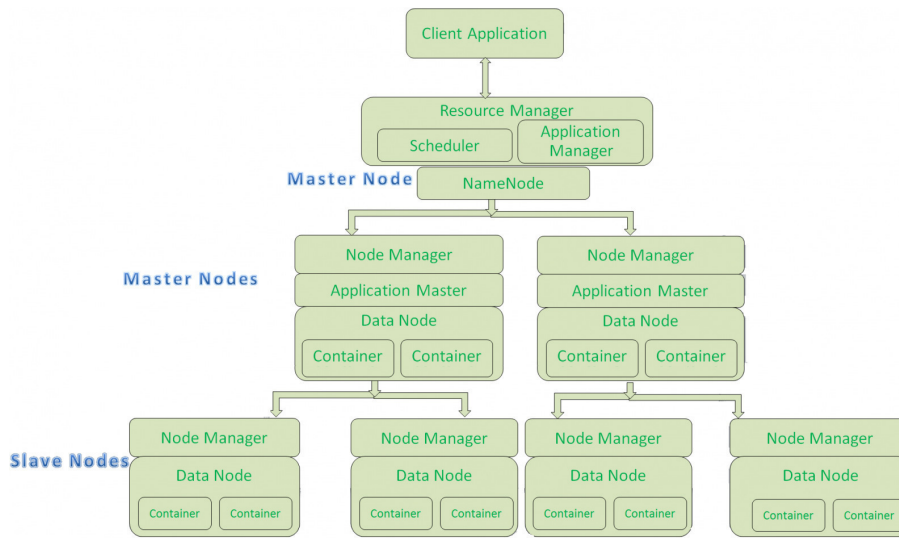 Client Application
Resource Manager
Scheduler
Application
Manager
Master Node
NameNode
Node Manager
Node Manager
Master Nodes
Application Master
Application Master
Data Node
Data Node
Container
Container
Container
Container
Node Manager
Node Manager
Node Manager
Node Manager
Slave Nodes
Data Node
Data Node
Data Node
Data Node
Container
Container
Container
Container
Container
Container
Container
Container